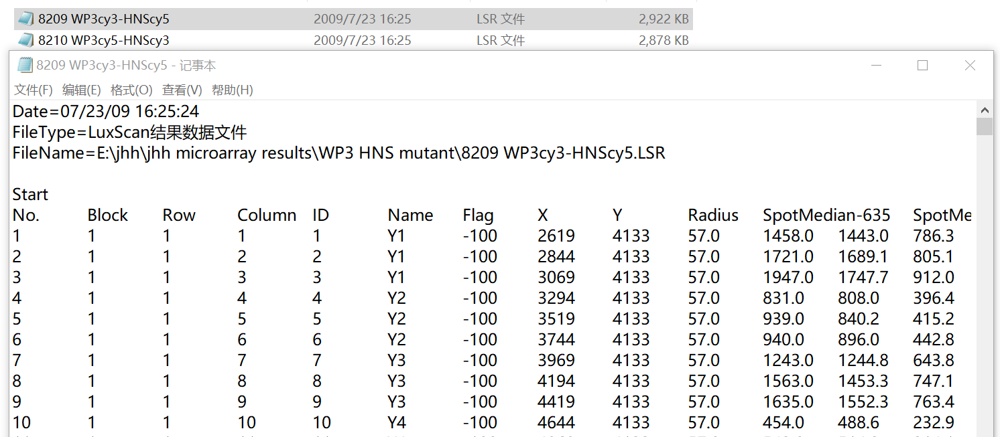 8209 WP3cy3-HNScy5 2009/7/23 16:25 LSR 文件 2,922 KB
8210 WP3cy5-HNScy3 2009/7/23 16:25 LSR 文件 2,878 KB
8209 WP3cy3-HNScy5 - 记事本
文件(F) 编辑(E) 格式(O) 查看(V) 帮助(H)
Date=07/23/09 16:25:24
FileType=LuxScan结果数据文件
FileName=E:\jhh\jhh microarray results\WP3 HNS mutant\8209 WP3cy3-HNScy5.LSR
Start
No. Block Row Column ID Name Flag X Y Radius SpotMedian-635 SpotMe
1 1 1 1 1 Y1 -100 2619 4133 57.0 1458.0 1443.0 786.3
2 1 1 2 2 Y1 -100 2844 4133 57.0 1721.0 1689.1 805.1
3 1 1 3 3 Y1 -100 3069 4133 57.0 1947.0 1747.7 912.0
4 1 1 4 4 Y2 -100 3294 4133 57.0 831.0 808.0 396.4
5 1 1 5 5 Y2 -100 3519 4133 57.0 939.0 840.2 415.2
6 1 1 6 6 Y2 -100 3744 4133 57.0 940.0 896.0 442.8
7 1 1 7 7 Y3 -100 3969 4133 57.0 1243.0 1244.8 643.8
8 1 1 8 8 Y3 -100 4194 4133 57.0 1563.0 1453.3 747.1
9 1 1 9 9 Y3 -100 4419 4133 57.0 1635.0 1552.3 763.4
10 1 1 10 10 Y4 -100 4644 4133 57.0 454.0 488.6 232.9